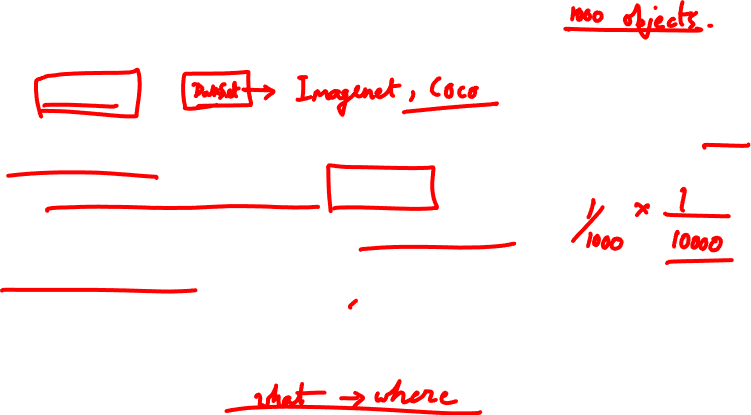 1000 objects.
Dataset → Imagenet, Coco
1/1000 × 1/10000
what → where